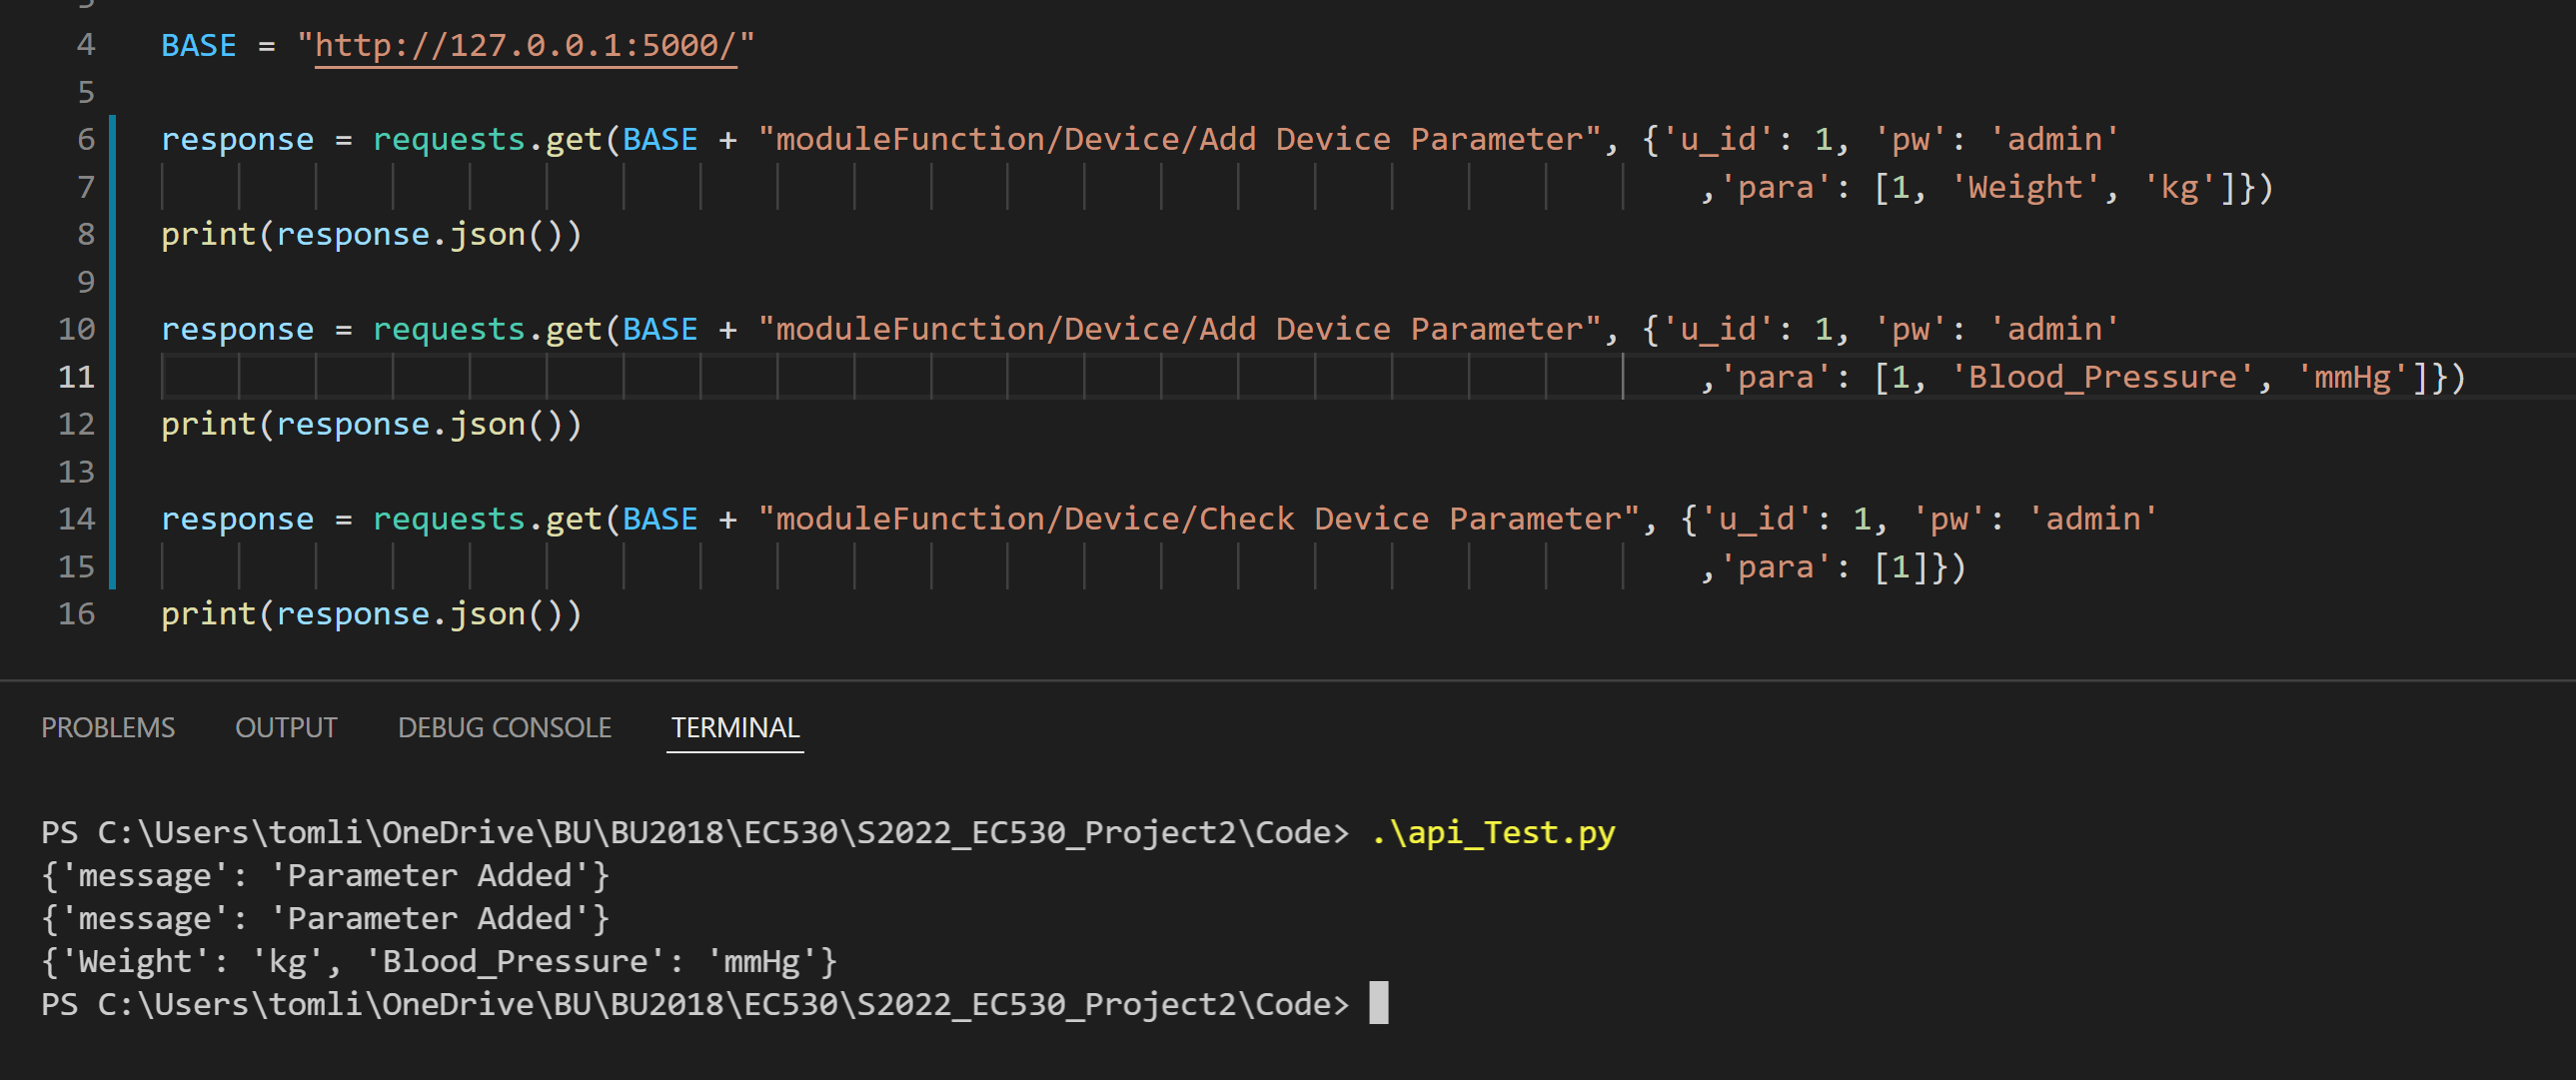 4 BASE = "http://127.0.0.1:5000/"
5
6 response = requests.get(BASE + "moduleFunction/Device/Add Device Parameter", {'u_id': 1, 'pw': 'admin'
7 ,'para': [1, 'Weight', 'kg']})
8 print(response.json())
9
10 response = requests.get(BASE + "moduleFunction/Device/Add Device Parameter", {'u_id': 1, 'pw': 'admin'
11 ,'para': [1, 'Blood_Pressure', 'mmHg']})
12 print(response.json())
13
14 response = requests.get(BASE + "moduleFunction/Device/Check Device Parameter", {'u_id': 1, 'pw': 'admin'
15 ,'para': [1]})
16 print(response.json())
PROBLEMS OUTPUT DEBUG CONSOLE TERMINAL
PS C:\Users\tomli\OneDrive\BU\BU2018\EC530\S2022_EC530_Project2\Code> .\api_Test.py
{'message': 'Parameter Added'}
{'message': 'Parameter Added'}
{'Weight': 'kg', 'Blood_Pressure': 'mmHg'}
PS C:\Users\tomli\OneDrive\BU\BU2018\EC530\S2022_EC530_Project2\Code>